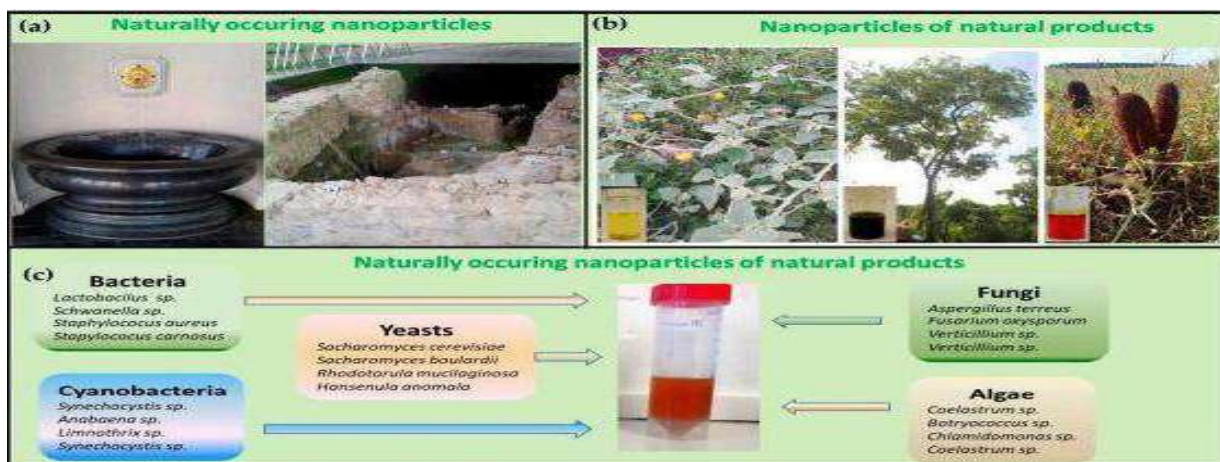 (a) Naturally occuring nanoparticles
(b) Nanoparticles of natural products
(c) Naturally occuring nanoparticles of natural products
Bacteria
Lactobacilus sp.
Schwanella sp.
Staphylococus aureus
Stapylococus carnosus
Yeasts
Sacharomyces cerevisiae
Sacharomyces boulardii
Rhodotorula mucilaginosa
Hansenula anomala
Cyanobacteria
Synechocystis sp.
Anabaena sp.
Limnothrix sp.
Synechocystis sp.
Fungi
Aspergillus terreus
Fusarium oxysporum
Verticillium sp.
Verticillium sp.
Algae
Coelastrum sp.
Botryococcus sp.
Chlamidomonas sp.
Coelastrum sp.